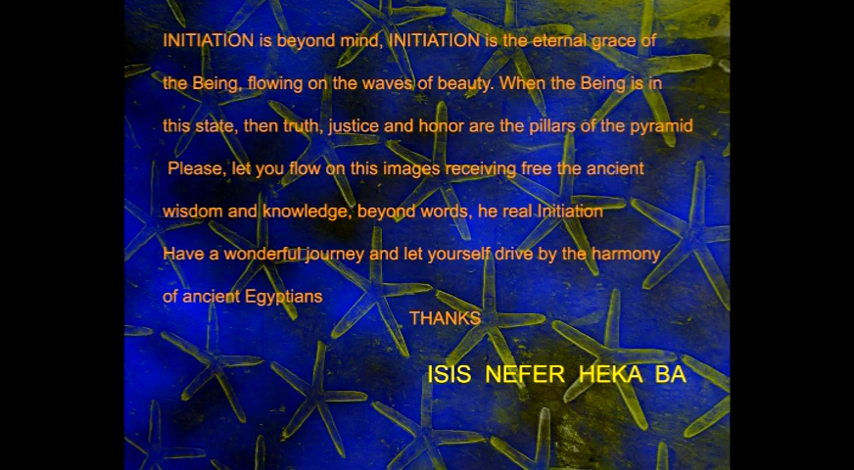 INITIATION is beyond mind, INITIATION is the eternal grace of
the Being, flowing on the waves of beauty. When the Being is in
this state, then truth, justice and honor are the pillars of the pyramid
Please, let you flow on this images receiving free the ancient
wisdom and knowledge, beyond words, he real Initiation
Have a wonderful journey and let yourself drive by the harmony
of ancient Egyptians
THANKS
ISIS NEFER HEKA BA